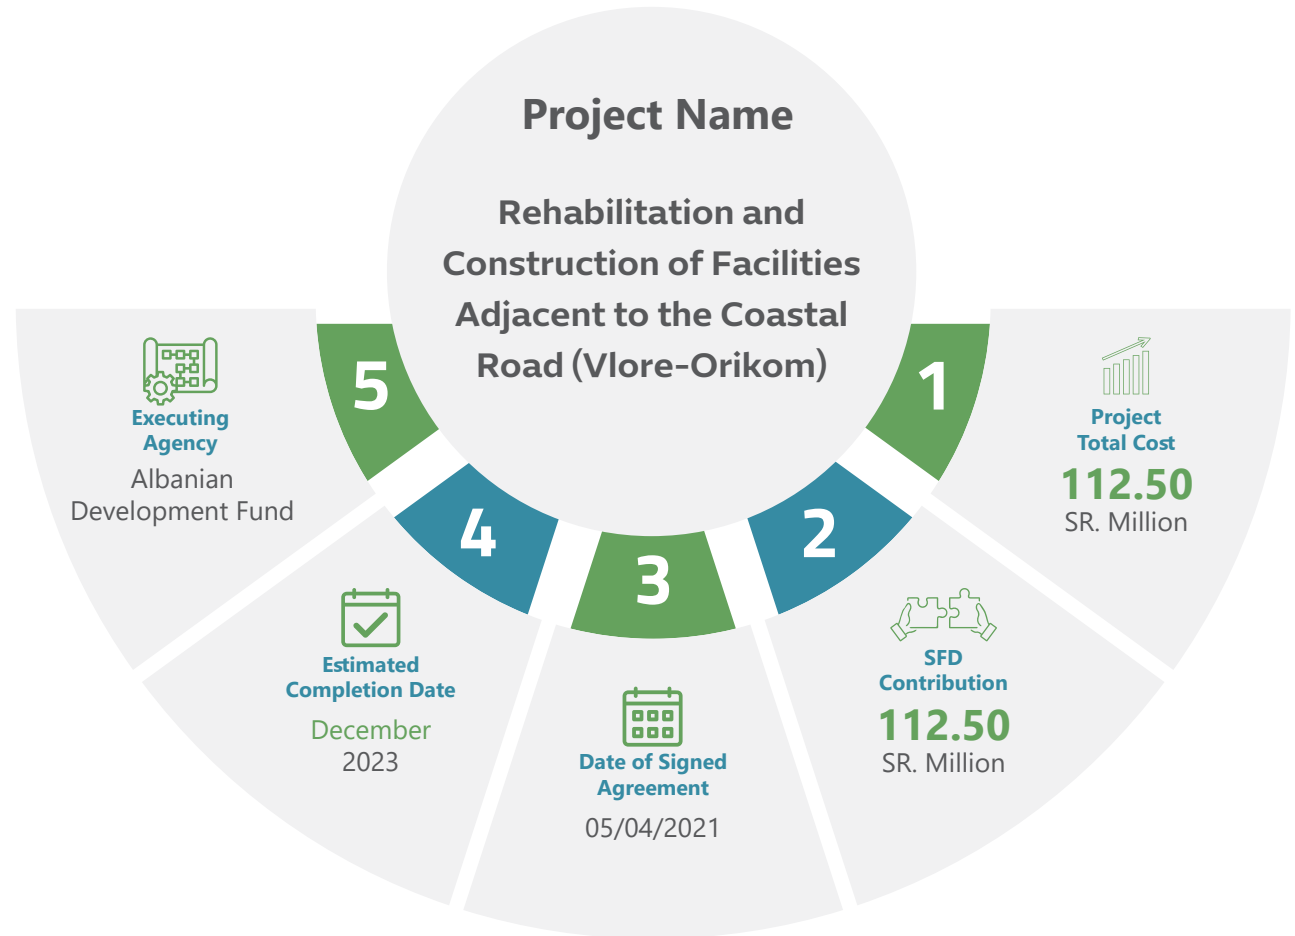 Project Name
Rehabilitation and
Construction of Facilities
Adjacent to the Coastal
Road (Vlore-Orikom)
1
Project
Total Cost
112.50
SR. Million
2
SFD
Contribution
112.50
SR. Million
3
Date of Signed
Agreement
05/04/2021
4
Estimated
Completion Date
December
2023
5
Executing
Agency
Albanian
Development Fund